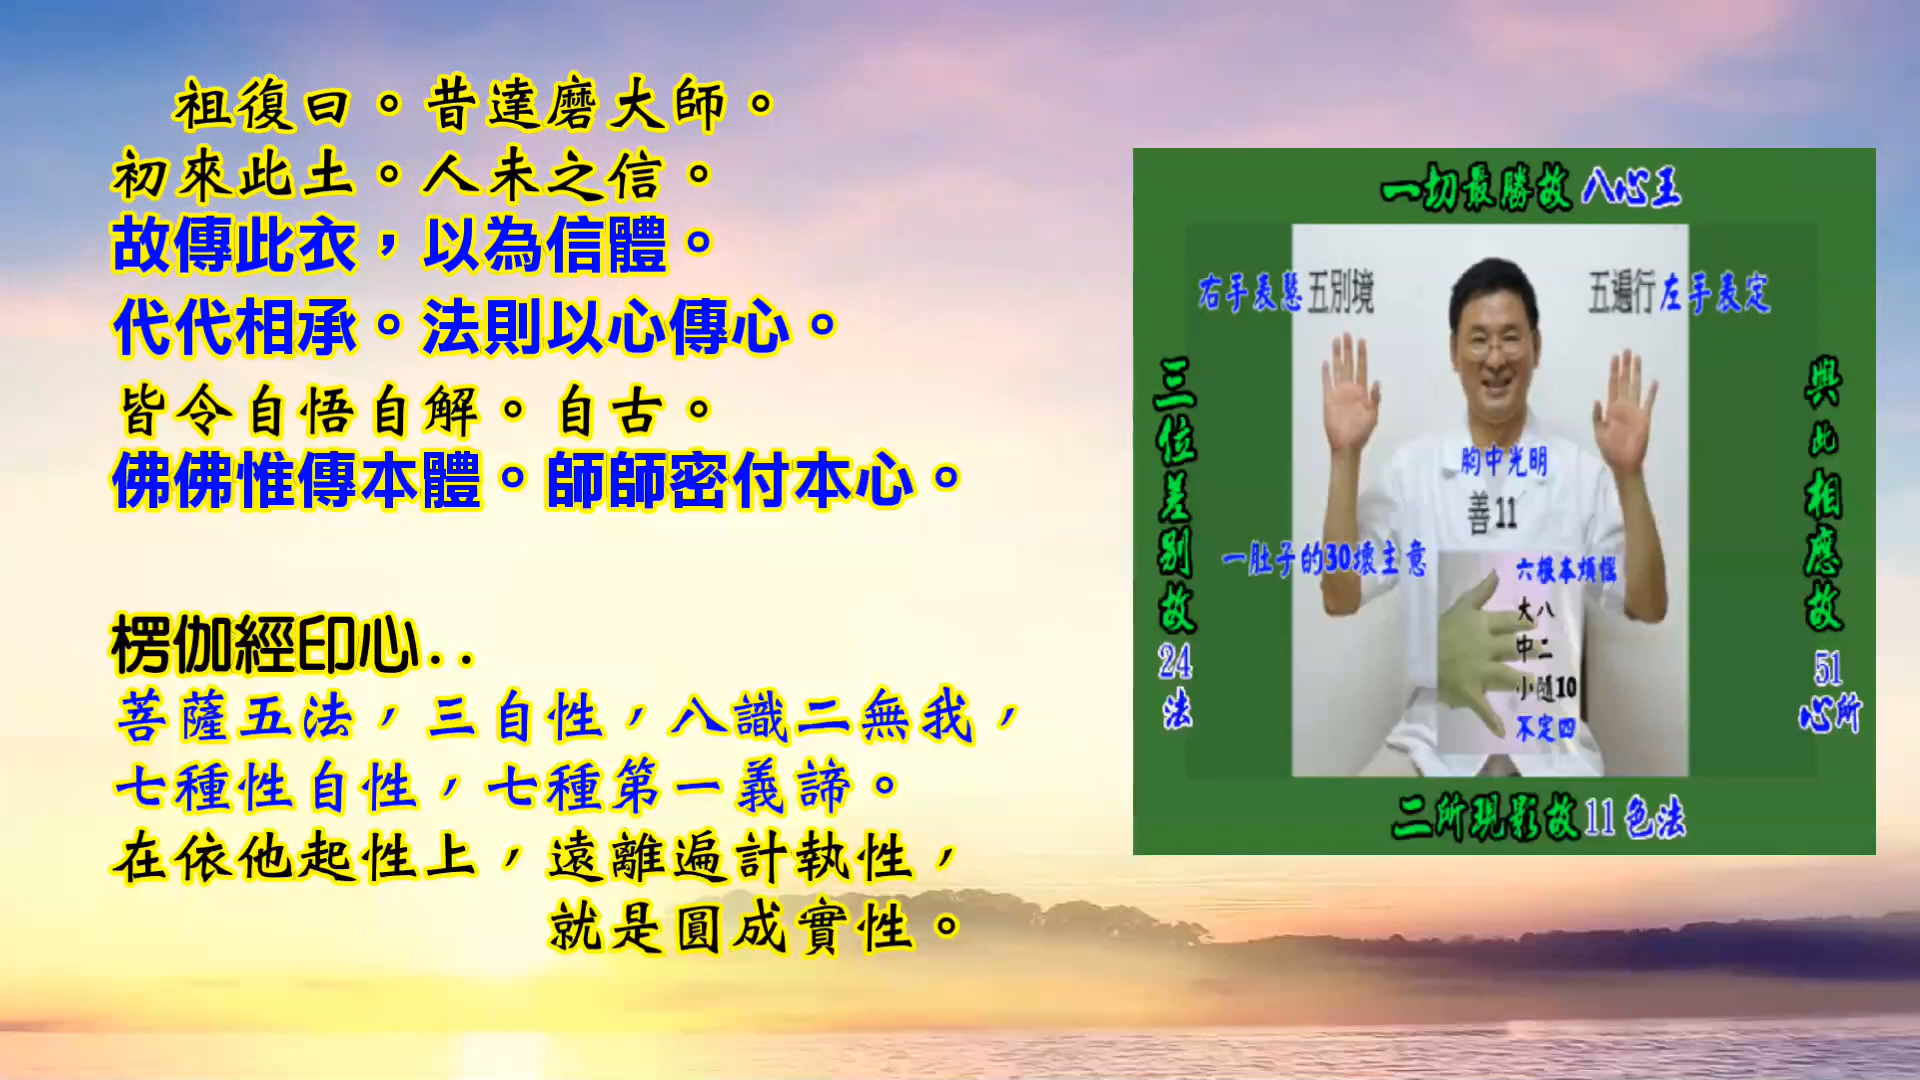 祖復曰。昔達磨大師。
初來此土。人未之信。
故傳此衣，以為信體。
代代相承。法則以心傳心。
皆令自悟自解。自古。
佛佛惟傳本體。師師密付本心。
楞伽經印心..
菩薩五法，三自性，八識二無我，
七種性自性，七種第一義諦。
在依他起性上，遠離遍計執性，
就是圓成實性。
一切最勝故 八心王
右手表慧 五別境
五遍行 左手表定
三位差別故
24
法
胸中光明
善11
一肚子的30壞主意
六根本煩惱
大八
中二
小隨10
不定四
與此相應故
51
心所
二所現影故 11 色法